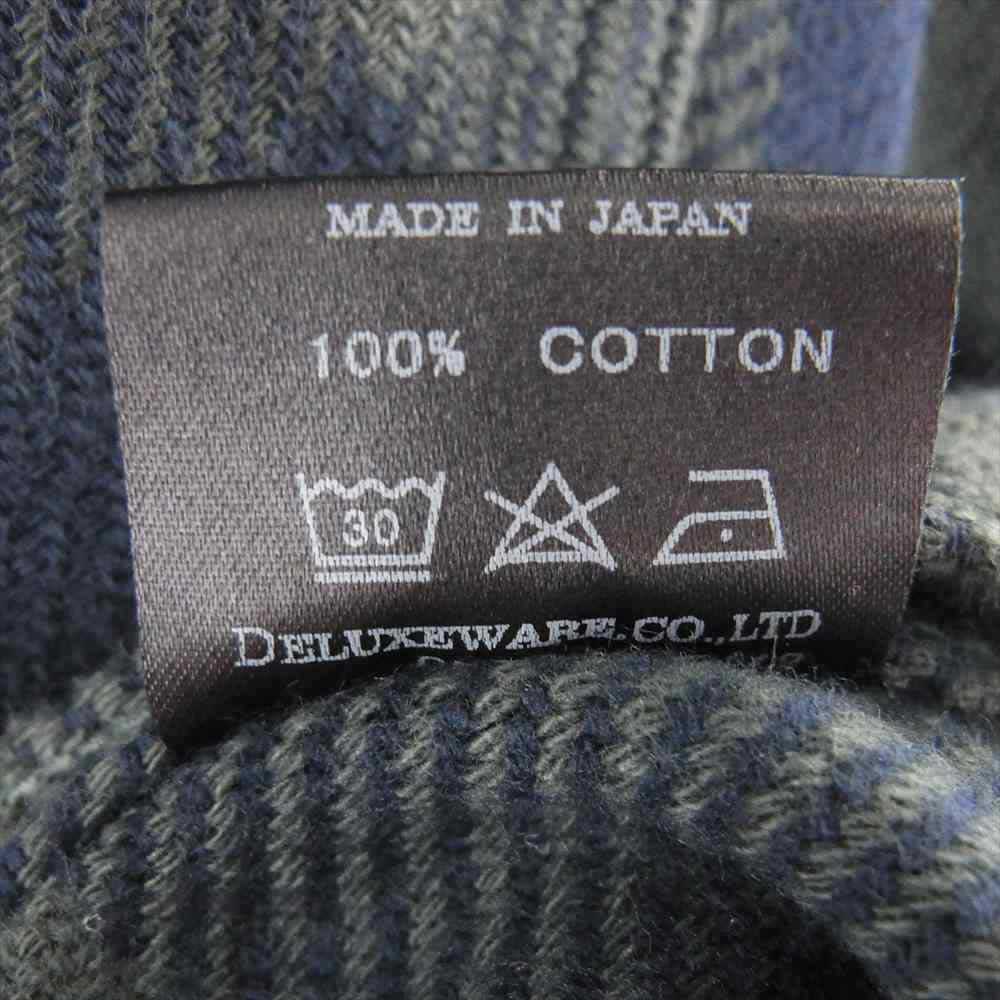 MADE IN JAPAN
100% COTTON
30
DELUXEWARE.CO.,LTD